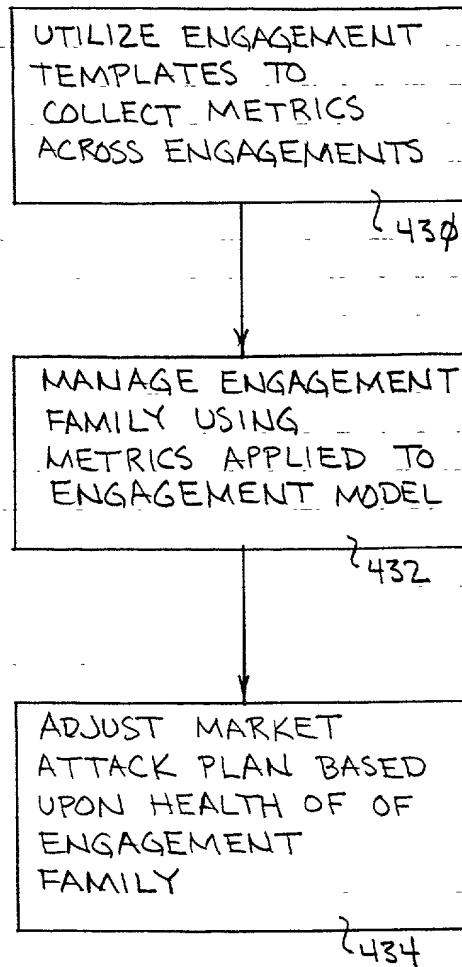 UTILIZE ENGAGEMENT
TEMPLATES TO
COLLECT METRICS
ACROSS ENGAGEMENTS
430
MANAGE ENGAGEMENT
FAMILY USING
METRICS APPLIED TO
ENGAGEMENT MODEL
432
ADJUST MARKET
ATTACK PLAN BASED
UPON HEALTH OF OF
ENGAGEMENT
FAMILY
434